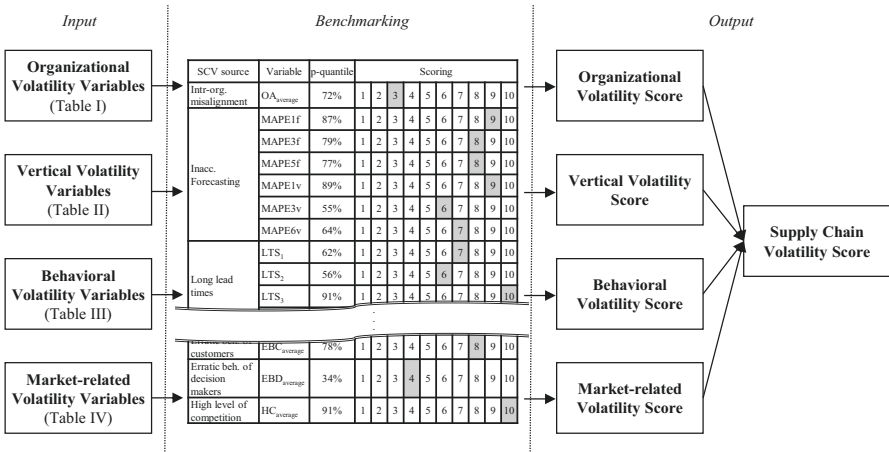 Input
Benchmarking
Output
Organizational
Volatility Variables
(Table I)
Vertical Volatility
Variables
(Table II)
Behavioral
Volatility Variables
(Table III)
Market-related
Volatility Variables
(Table IV)
SCV source Variable p-quantile Scoring
Intr-org.
misalignment OAaverage 72% 1 2 3 4 5 6 7 8 9 10
Inacc.
Forecasting
MAPE1f 87% 1 2 3 4 5 6 7 8 9 10
MAPE3f 79% 1 2 3 4 5 6 7 8 9 10
MAPE5f 77% 1 2 3 4 5 6 7 8 9 10
MAPE1v 89% 1 2 3 4 5 6 7 8 9 10
MAPE3v 55% 1 2 3 4 5 6 7 8 9 10
MAPE6v 64% 1 2 3 4 5 6 7 8 9 10
Long lead
times
LTS1 62% 1 2 3 4 5 6 7 8 9 10
LTS2 56% 1 2 3 4 5 6 7 8 9 10
LTS3 91% 1 2 3 4 5 6 7 8 9 10
customers EBCaverage 78% 1 2 3 4 5 6 7 8 9 10
Erratic beh. of
decision
makers EBDaverage 34% 1 2 3 4 5 6 7 8 9 10
High level of
competition HCaverage 91% 1 2 3 4 5 6 7 8 9 10
Organizational
Volatility Score
Vertical Volatility
Score
Behavioral
Volatility Score
Market-related
Volatility Score
Supply Chain
Volatility Score